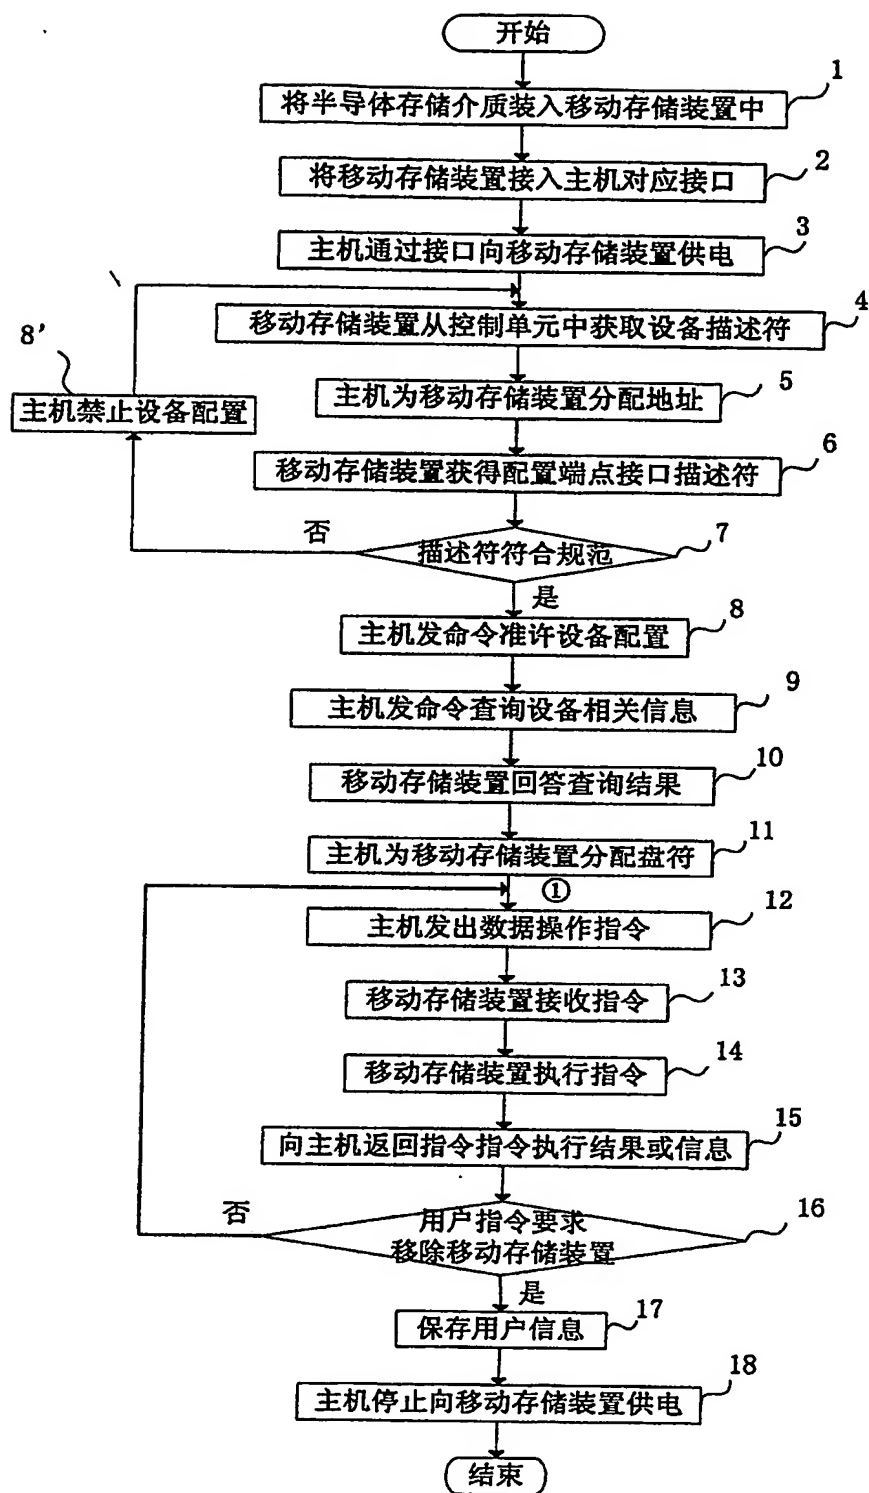 开始
1
将半导体存储介质装入移动存储装置中
2
将移动存储装置接入主机对应接口
3
主机通过接口向移动存储装置供电
4
移动存储装置从控制单元中获取设备描述符
8'
主机禁止设备配置
5
主机为移动存储装置分配地址
6
移动存储装置获得配置端点接口描述符
否
7
描述符符合规范
是
8
主机发命令准许设备配置
9
主机发命令查询设备相关信息
10
移动存储装置回答查询结果
11
主机为移动存储装置分配盘符
①
12
主机发出数据操作指令
13
移动存储装置接收指令
14
移动存储装置执行指令
15
向主机返回指令指令执行结果或信息
否
16
用户指令要求
移除移动存储装置
是
17
保存用户信息
18
主机停止向移动存储装置供电
结束